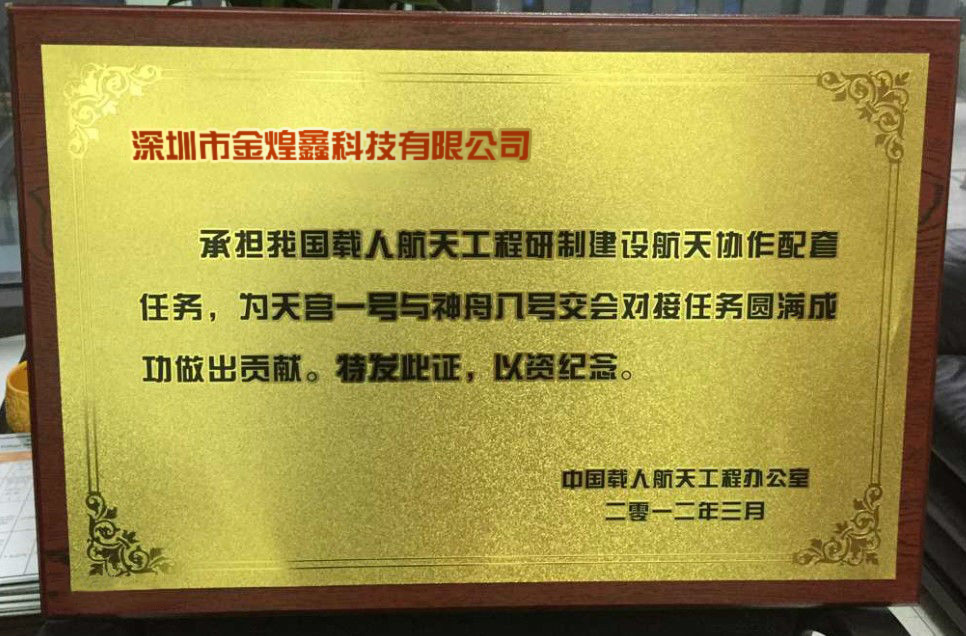 深圳市金煌鑫科技有限公司
承担我国载人航天工程研制建设航天协作配套
任务，为天宫一号与神舟八号交会对接任务圆满成
功做出贡献。特发此证，以资纪念。
中国载人航天工程办公室
二零一二年三月